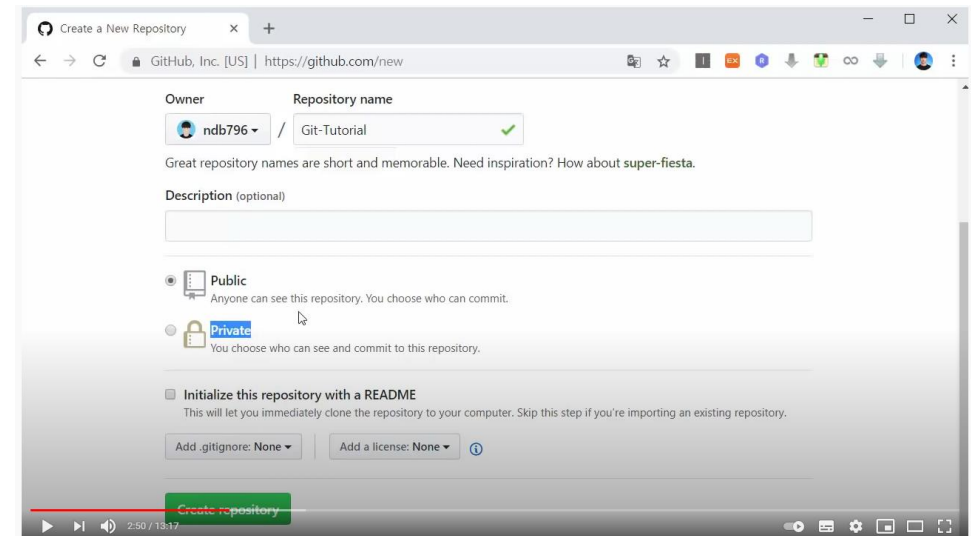 Create a New Repository
GitHub, Inc. [US] | https://github.com/new
Owner Repository name
ndb796 / Git-Tutorial
Great repository names are short and memorable. Need inspiration? How about super-fiesta.
Description (optional)
Public
Anyone can see this repository. You choose who can commit.
Private
You choose who can see and commit to this repository.
Initialize this repository with a README
This will let you immediately clone the repository to your computer. Skip this step if you're importing an existing repository.
Add .gitignore: None Add a license: None
Create repository
2:50 / 13:17